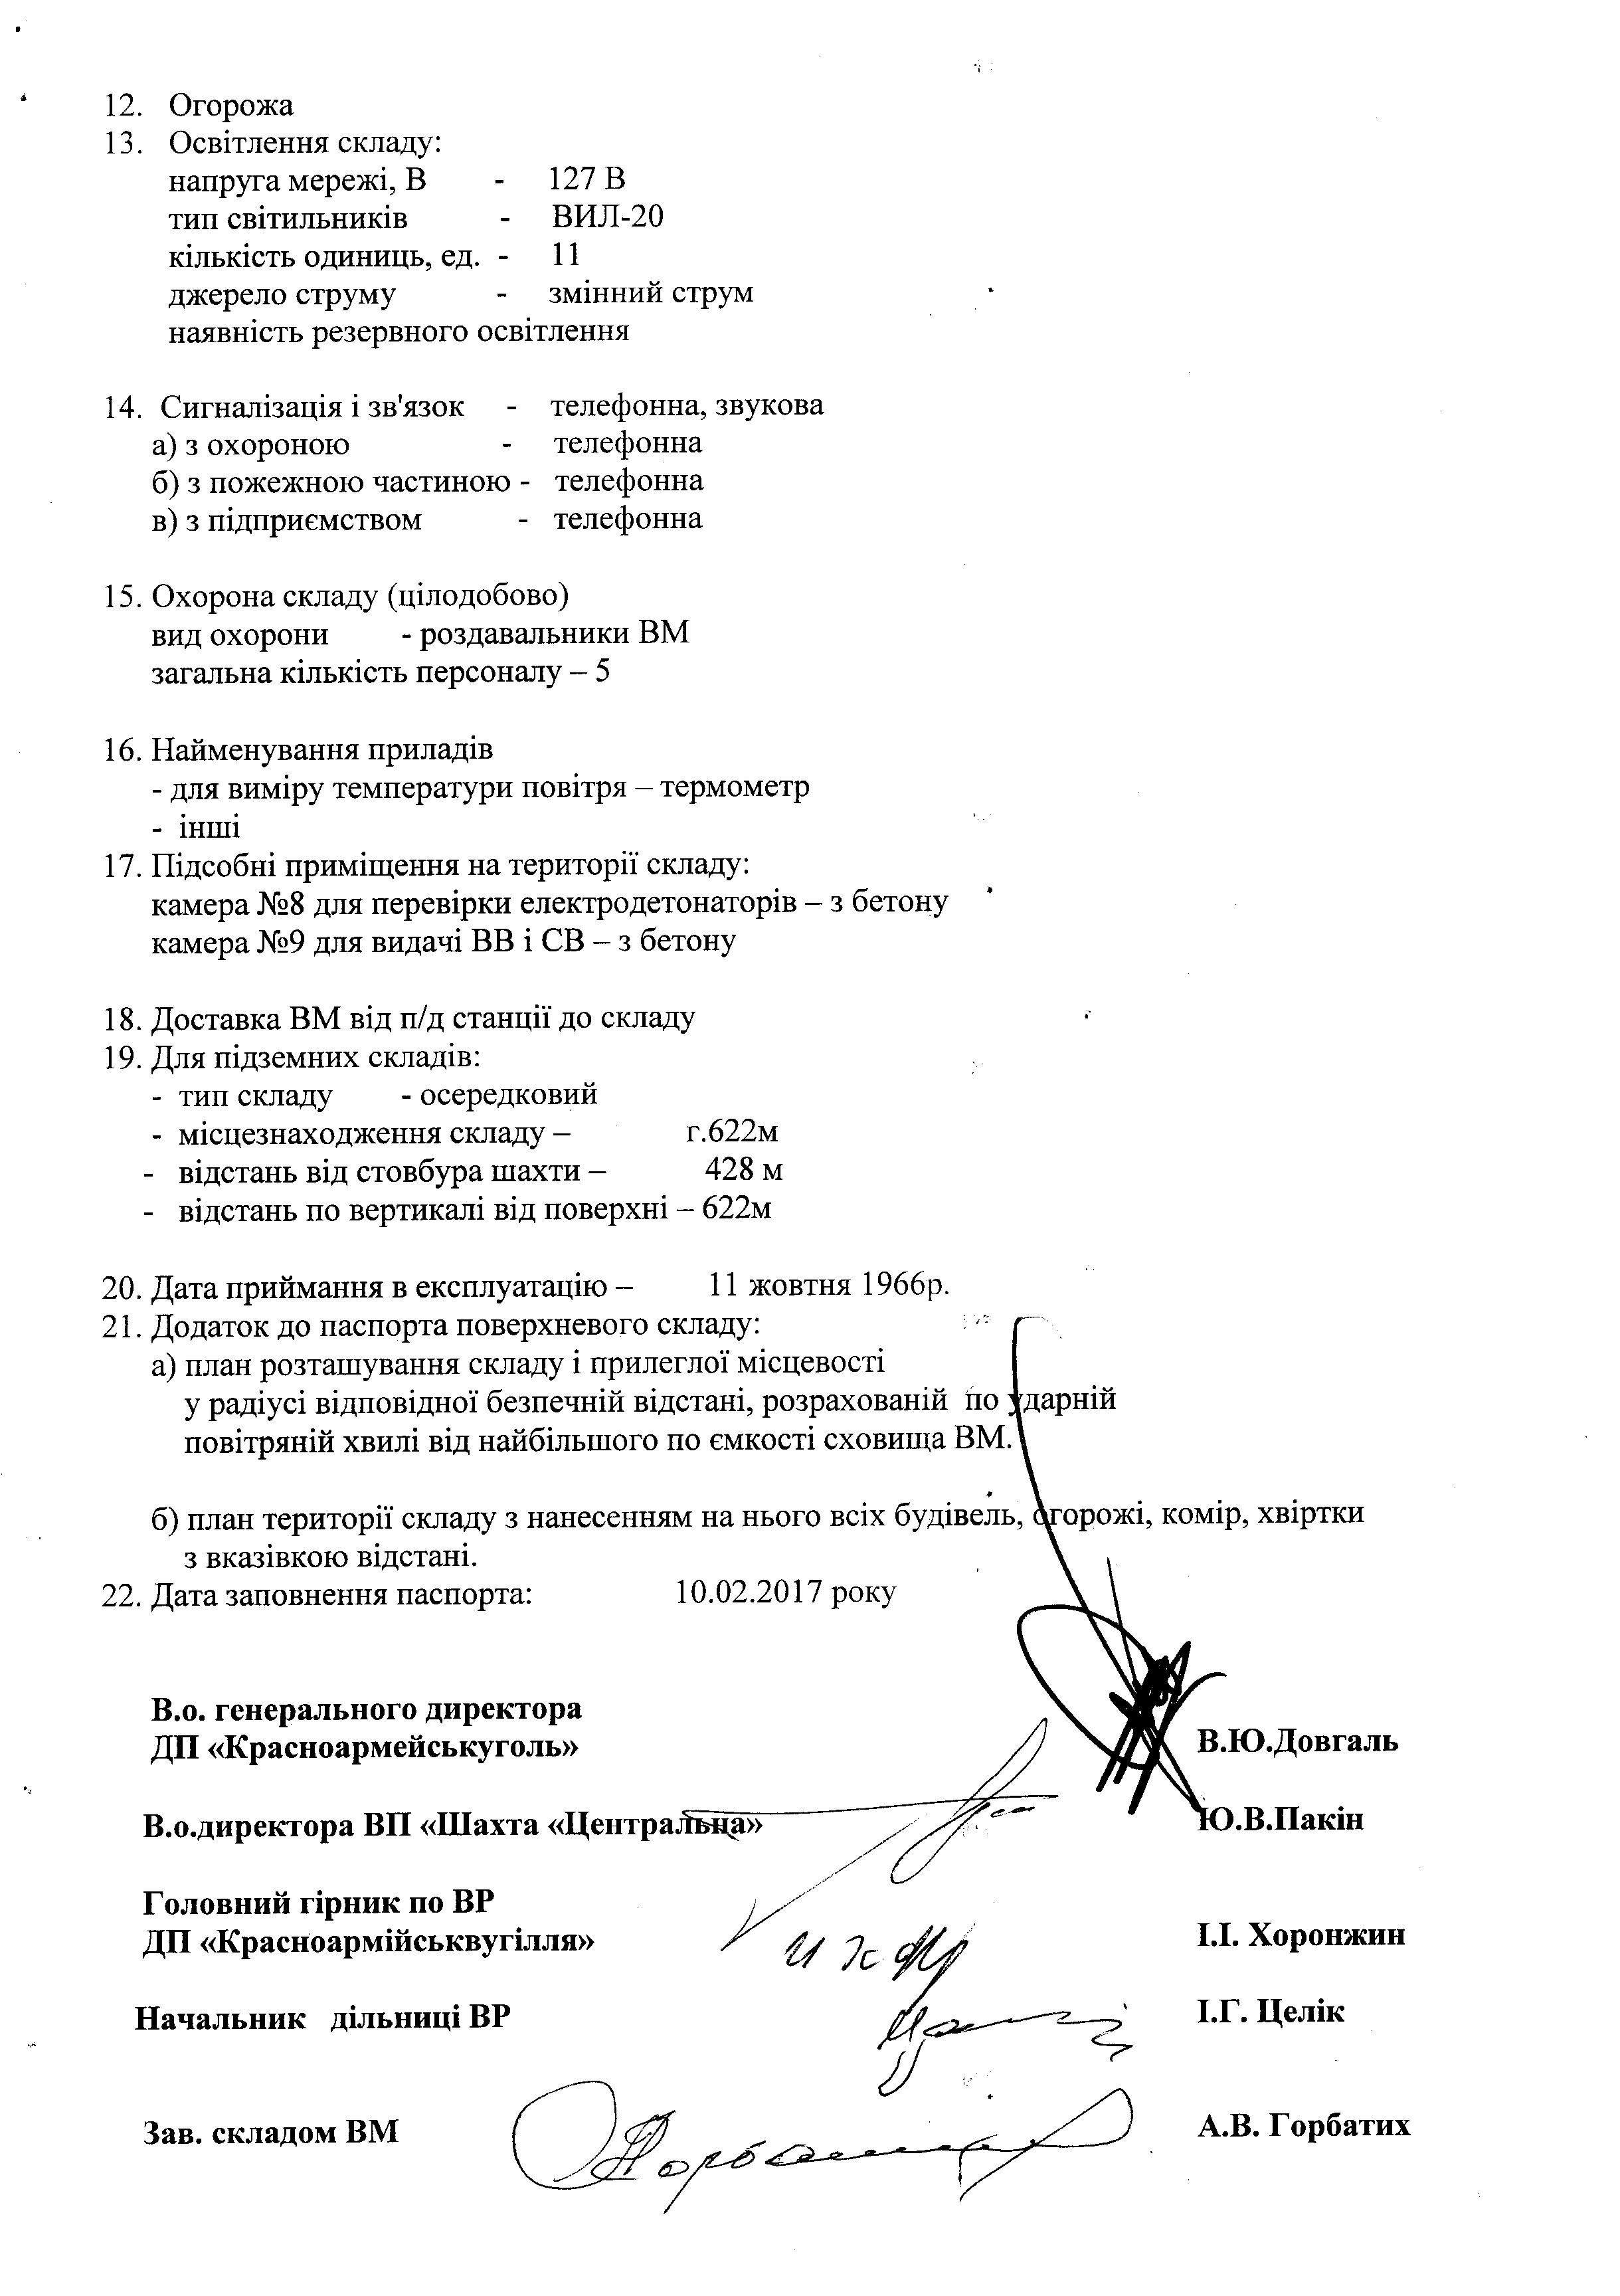 12. Огорожа
13. Освітлення складу:
напруга мережі, В - 127 В
тип світильників - ВИЛ-20
кількість одиниць, ед. - 11
джерело струму - змінний струм
наявність резервного освітлення
14. Сигналізація і зв'язок - телефонна, звукова
а) з охороною - телефонна
б) з пожежною частиною - телефонна
в) з підприємством - телефонна
15. Охорона складу (цілодобово)
вид охорони - роздавальники ВМ
загальна кількість персоналу – 5
16. Найменування приладів
- для виміру температури повітря – термометр
- інші
17. Підсобні приміщення на території складу:
камера №8 для перевірки електродетонаторів – з бетону
камера №9 для видачі ВВ і СВ – з бетону
18. Доставка ВМ від п/д станції до складу
19. Для підземних складів:
- тип складу - осередковий
- місцезнаходження складу – г.622м
- відстань від стовбура шахти – 428 м
- відстань по вертикалі від поверхні – 622м
20. Дата приймання в експлуатацію – 11 жовтня 1966р.
21. Додаток до паспорта поверхневого складу:
а) план розташування складу і прилеглої місцевості
у радіусі відповідної безпечній відстані, розрахованій по ударній
повітряній хвилі від найбільшого по ємкості сховища ВМ.
б) план території складу з нанесенням на нього всіх будівель, огорожі, комір, хвіртки
з вказівкою відстані.
22. Дата заповнення паспорта: 10.02.2017 року
В.о. генерального директора
ДП «Красноармейськуголь» В.Ю.Довгаль
В.о.директора ВП «Шахта «Центральна» Ю.В.Пакін
Головний гірник по ВР
ДП «Красноармійськвугілля» І.І. Хоронжин
Начальник дільниці ВР І.Г. Целік
Зав. складом ВМ А.В. Горбатих